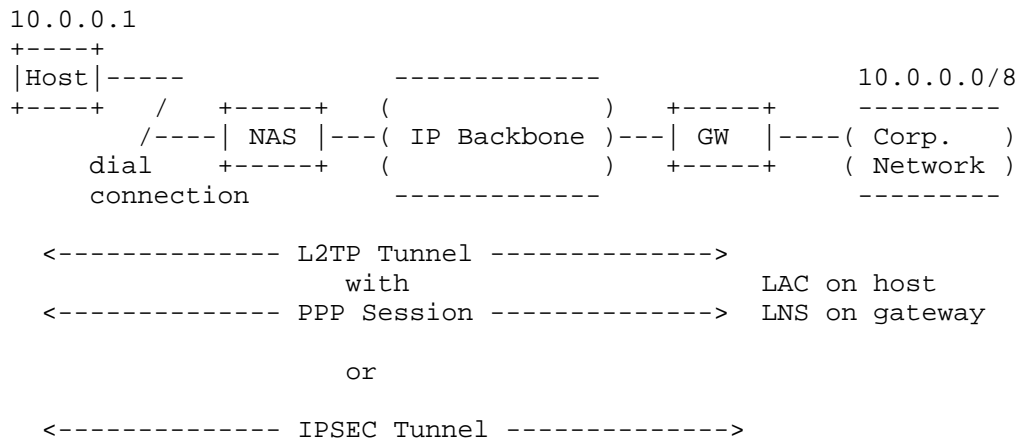 10.0.0.1
+----+
|Host|-----             -------------                10.0.0.0/8
+----+  /   +-----+   (             )   +-----+    ---------
       /----| NAS |---( IP Backbone )---| GW  |----( Corp.   )
    dial    +-----+   (             )   +-----+    ( Network )
    connection         -------------                ---------
<-------------- L2TP Tunnel -------------->
with                         LAC on host
<-------------- PPP Session -------------->  LNS on gateway
or
<-------------- IPSEC Tunnel -------------->